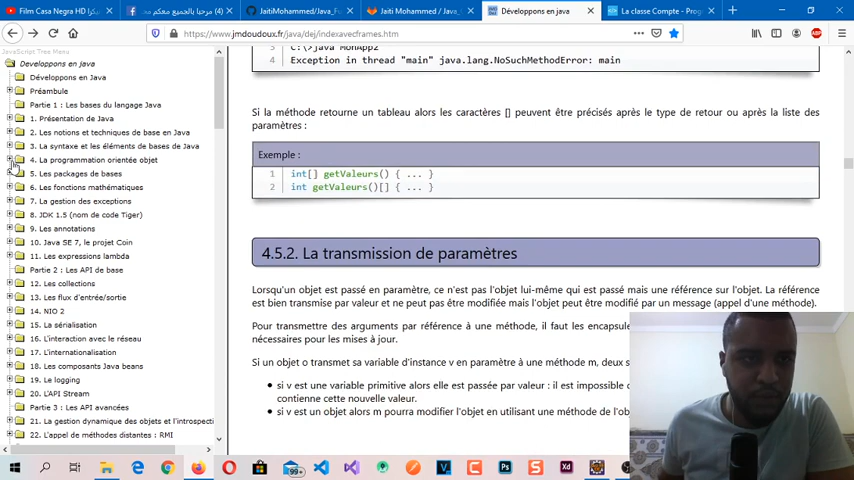 Film Casa Negra HD
(4) مرحبا بالجميع معكم
JaitiMohammed/Java_F
Jaiti Mohammed / Java_
Développons en java
La classe Compte - Prog
https://www.jmdoudoux.fr/java/dej/indexavecframes.htm
JavaScript Tree Menu
Developpons en java
Développons en Java
Préambule
Partie 1 : Les bases du langage Java
1. Présentation de Java
2. Les notions et techniques de base en Java
3. La syntaxe et les éléments de bases de Java
4. La programmation orientée objet
5. Les packages de bases
6. Les fonctions mathématiques
7. La gestion des exceptions
8. JDK 1.5 (nom de code Tiger)
9. Les annotations
10. Java SE 7, le projet Coin
11. Les expressions lambda
Partie 2 : Les API de base
12. Les collections
13. Les flux d'entrée/sortie
14. NIO 2
15. La sérialisation
16. L'interaction avec le réseau
17. L'internationalisation
18. Les composants Java beans
19. Le logging
20. L'API Stream
Partie 3 : Les API avancées
21. La gestion dynamique des objets et l'introspecti
22. L'appel de méthodes distantes : RMI
3 C:\>java MonApp2
4 Exception in thread "main" java.lang.NoSuchMethodError: main
Si la méthode retourne un tableau alors les caractères [] peuvent être précisés après le type de retour ou après la liste des
paramètres :
Exemple :
1 int[] getValeurs() { ... }
2 int getValeurs()[] { ... }
4.5.2. La transmission de paramètres
Lorsqu'un objet est passé en paramètre, ce n'est pas l'objet lui-même qui est passé mais une référence sur l'objet. La référence
est bien transmise par valeur et ne peut pas être modifiée mais l'objet peut être modifié par un message (appel d'une méthode).
Pour transmettre des arguments par référence à une méthode, il faut les encapsule
nécessaires pour les mises à jour.
Si un objet o transmet sa variable d'instance v en paramètre à une méthode m, deux s
si v est une variable primitive alors elle est passée par valeur : il est impossible
contienne cette nouvelle valeur.
si v est un objet alors m pourra modifier l'objet en utilisant une méthode de l'ob
99+